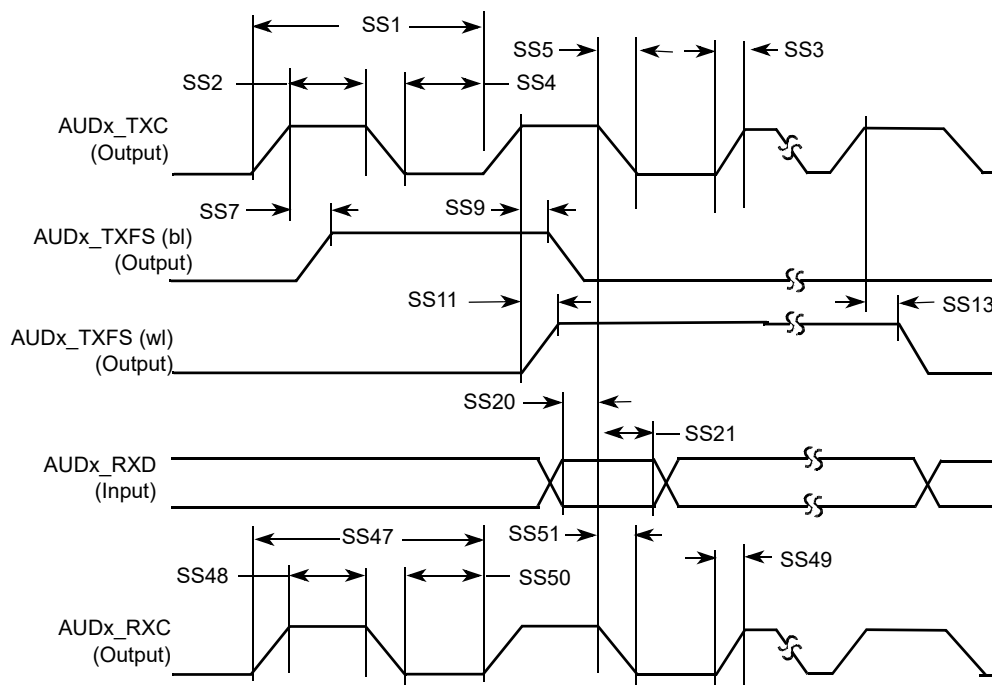 SS1
SS5
SS3
SS2
SS4
AUDx_TXC
(Output)
SS7
SS9
AUDx_TXFS (bl)
(Output)
SS11
SS13
AUDx_TXFS (wl)
(Output)
SS20
SS21
AUDx_RXD
(Input)
SS47
SS51
SS49
SS48
SS50
AUDx_RXC
(Output)